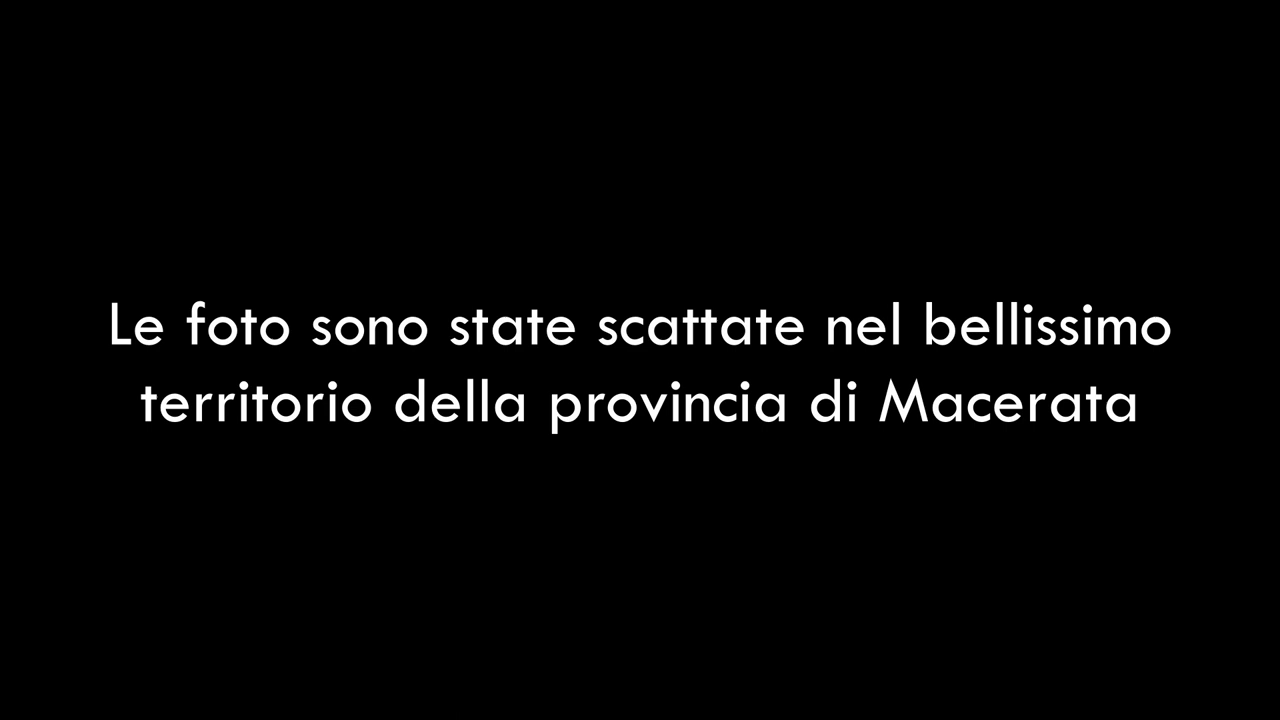 Le foto sono state scattate nel bellissimo
territorio della provincia di Macerata